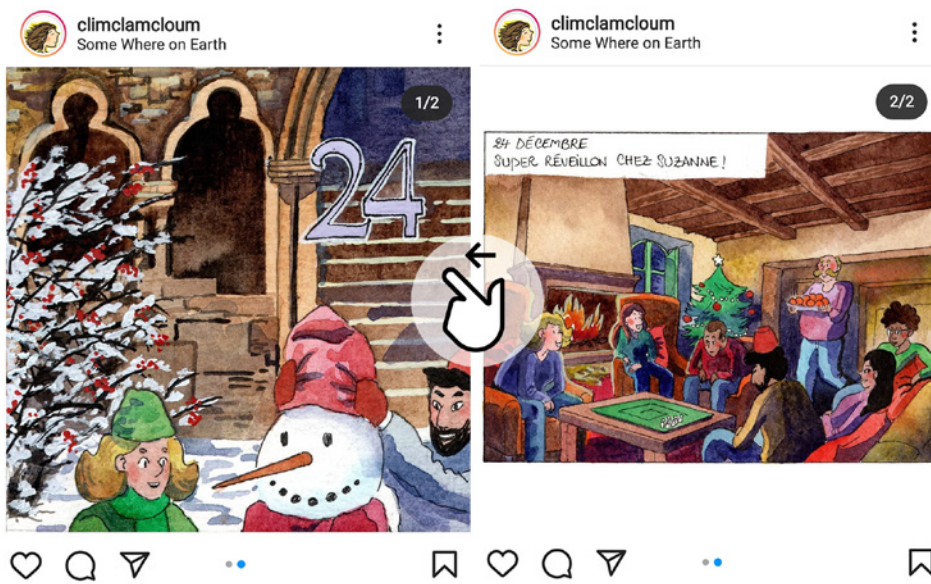 climclamcloum
Some Where on Earth
1/2
24
climclamcloum
Some Where on Earth
2/2
24 DÉCEMBRE
SUPER RÉVEILLON CHEZ SUZANNE !